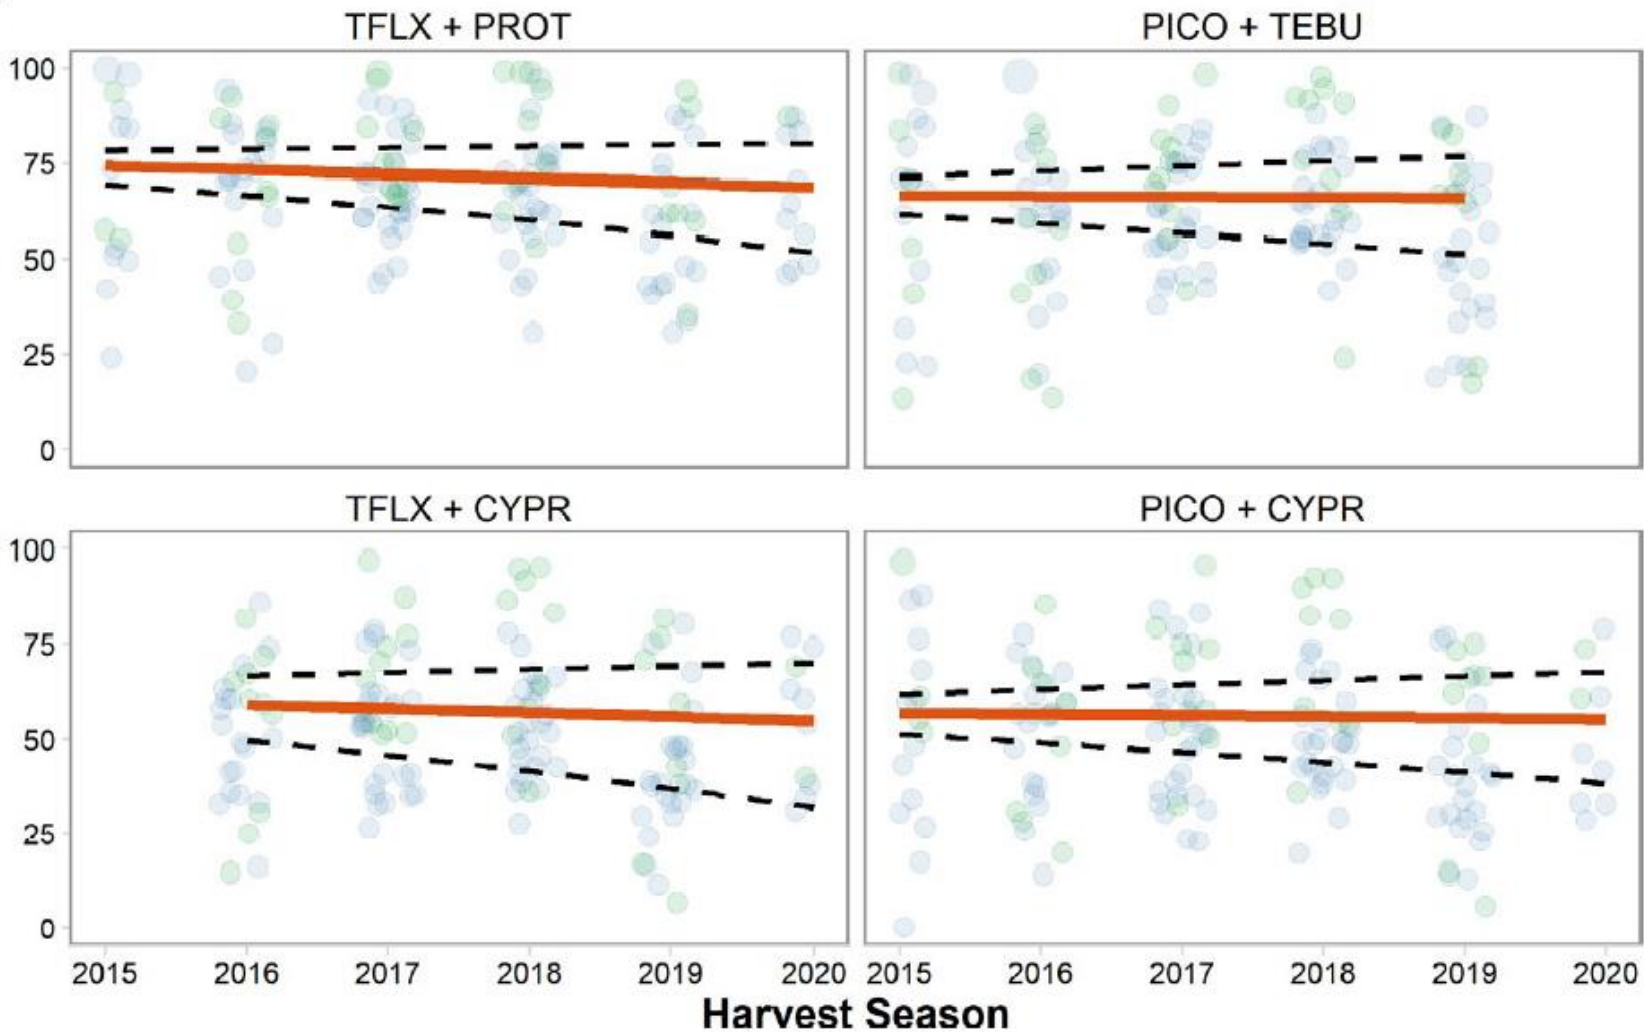 TFLX + PROT
PICO + TEBU
100
75
50
25
0
TFLX + CYPR
PICO + CYPR
100
75
50
25
0
2015 2016 2017 2018 2019 2020 2015 2016 2017 2018 2019 2020
Harvest Season